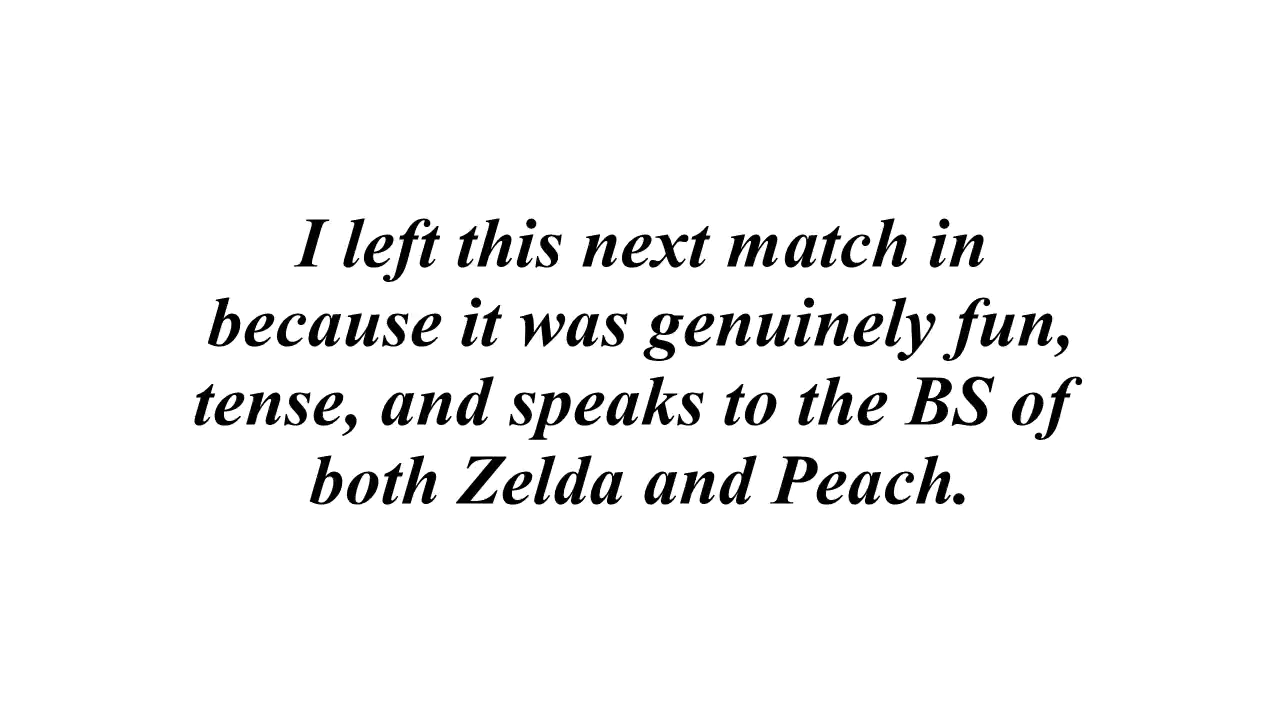 I left this next match in
because it was genuinely fun,
tense, and speaks to the BS of
both Zelda and Peach.